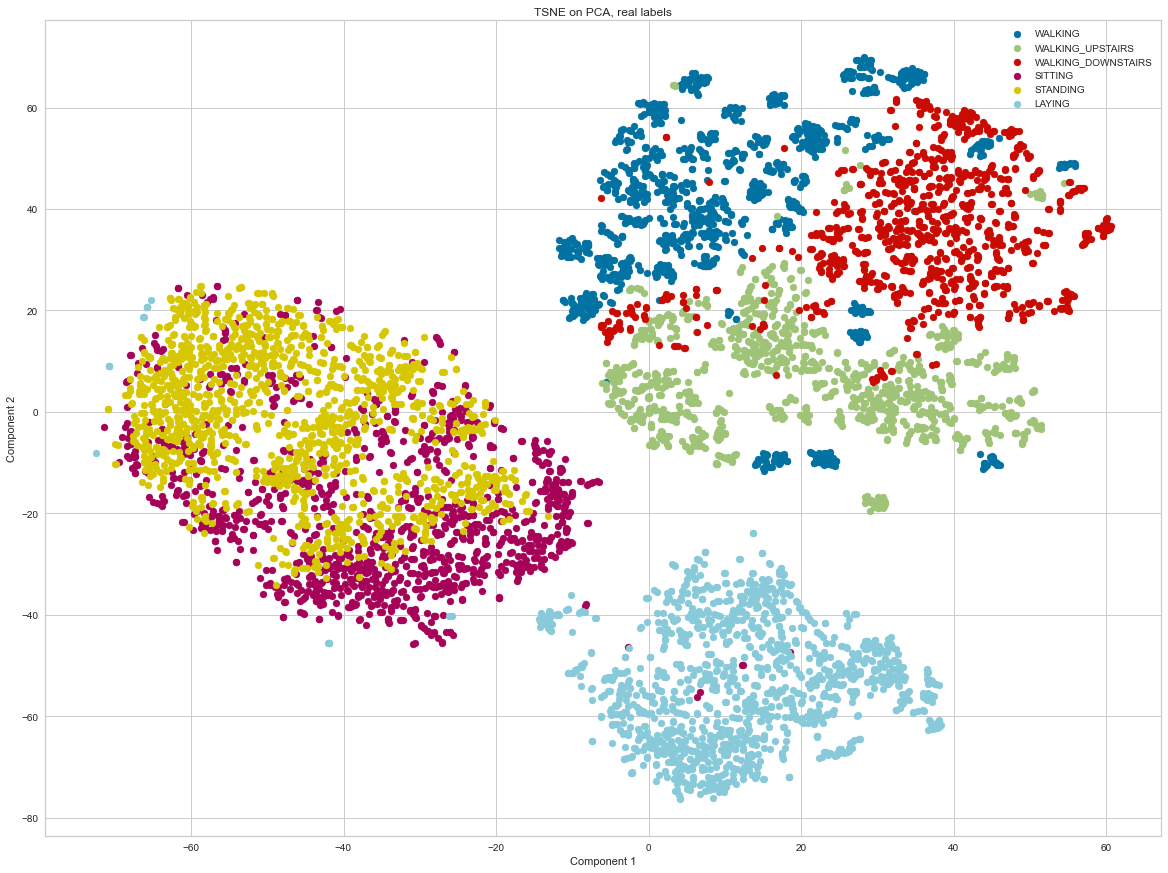 TSNE on PCA, real labels
WALKING
WALKING_UPSTAIRS
WALKING_DOWNSTAIRS
SITTING
STANDING
LAYING
60
40
20
0
−20
−40
−60
−80
Component 2
−60
−40
−20
0
20
40
60
Component 1